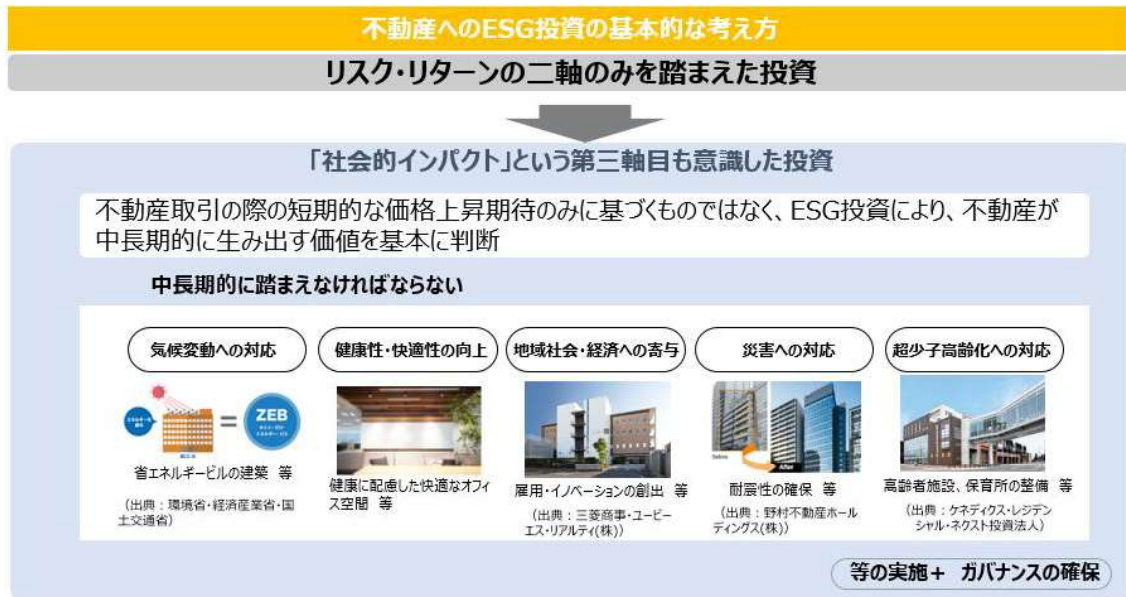 不動産へのESG投資の基本的な考え方
リスク・リターンの二軸のみを踏まえた投資
「社会的インパクト」という第三軸目も意識した投資
不動産取引の際の短期的な価格上昇期待のみに基づくものではなく、ESG投資により、不動産が
中長期的に生み出す価値を基本に判断
中長期的に踏まえなければならない
気候変動への対応
健康性・快適性の向上
地域社会・経済への寄与
災害への対応
超少子高齢化への対応
ZEB
Before
After
省エネルギービルの建築 等
(出典:環境省・経済産業省・国
土交通省)
健康に配慮した快適なオフィ
ス空間 等
雇用・イノベーションの創出 等
(出典:三菱商事・ユービー
エス・リアルティ(株))
耐震性の確保 等
(出典:野村不動産ホール
ディングス(株))
高齢者施設、保育所の整備 等
(出典:ケネディクス・レジデン
シャル・ネクスト投資法人)
等の実施+ ガバナンスの確保